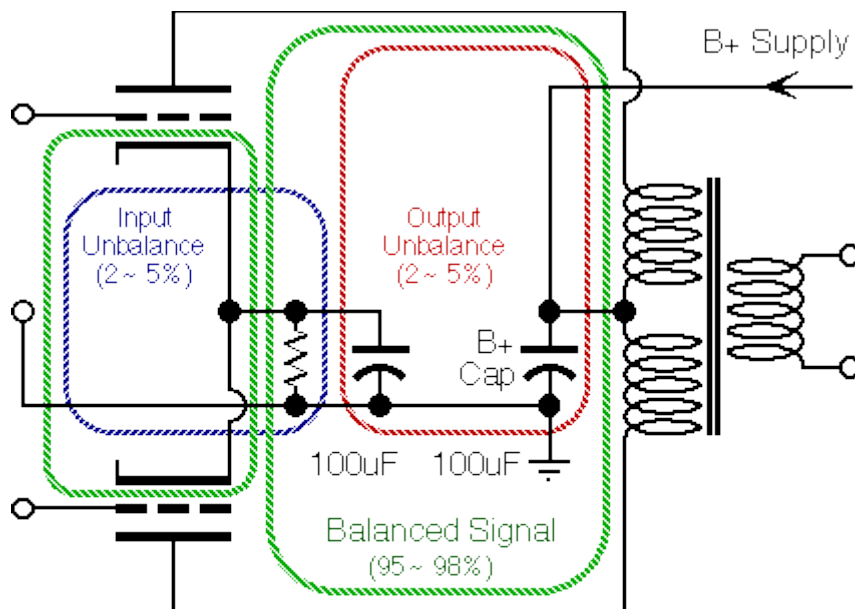 B+ Supply
Input
Unbalance
(2~5%)
Output
Unbalance
(2~5%)
B+
Cap
100uF
100uF
Balanced Signal
(95~98%)